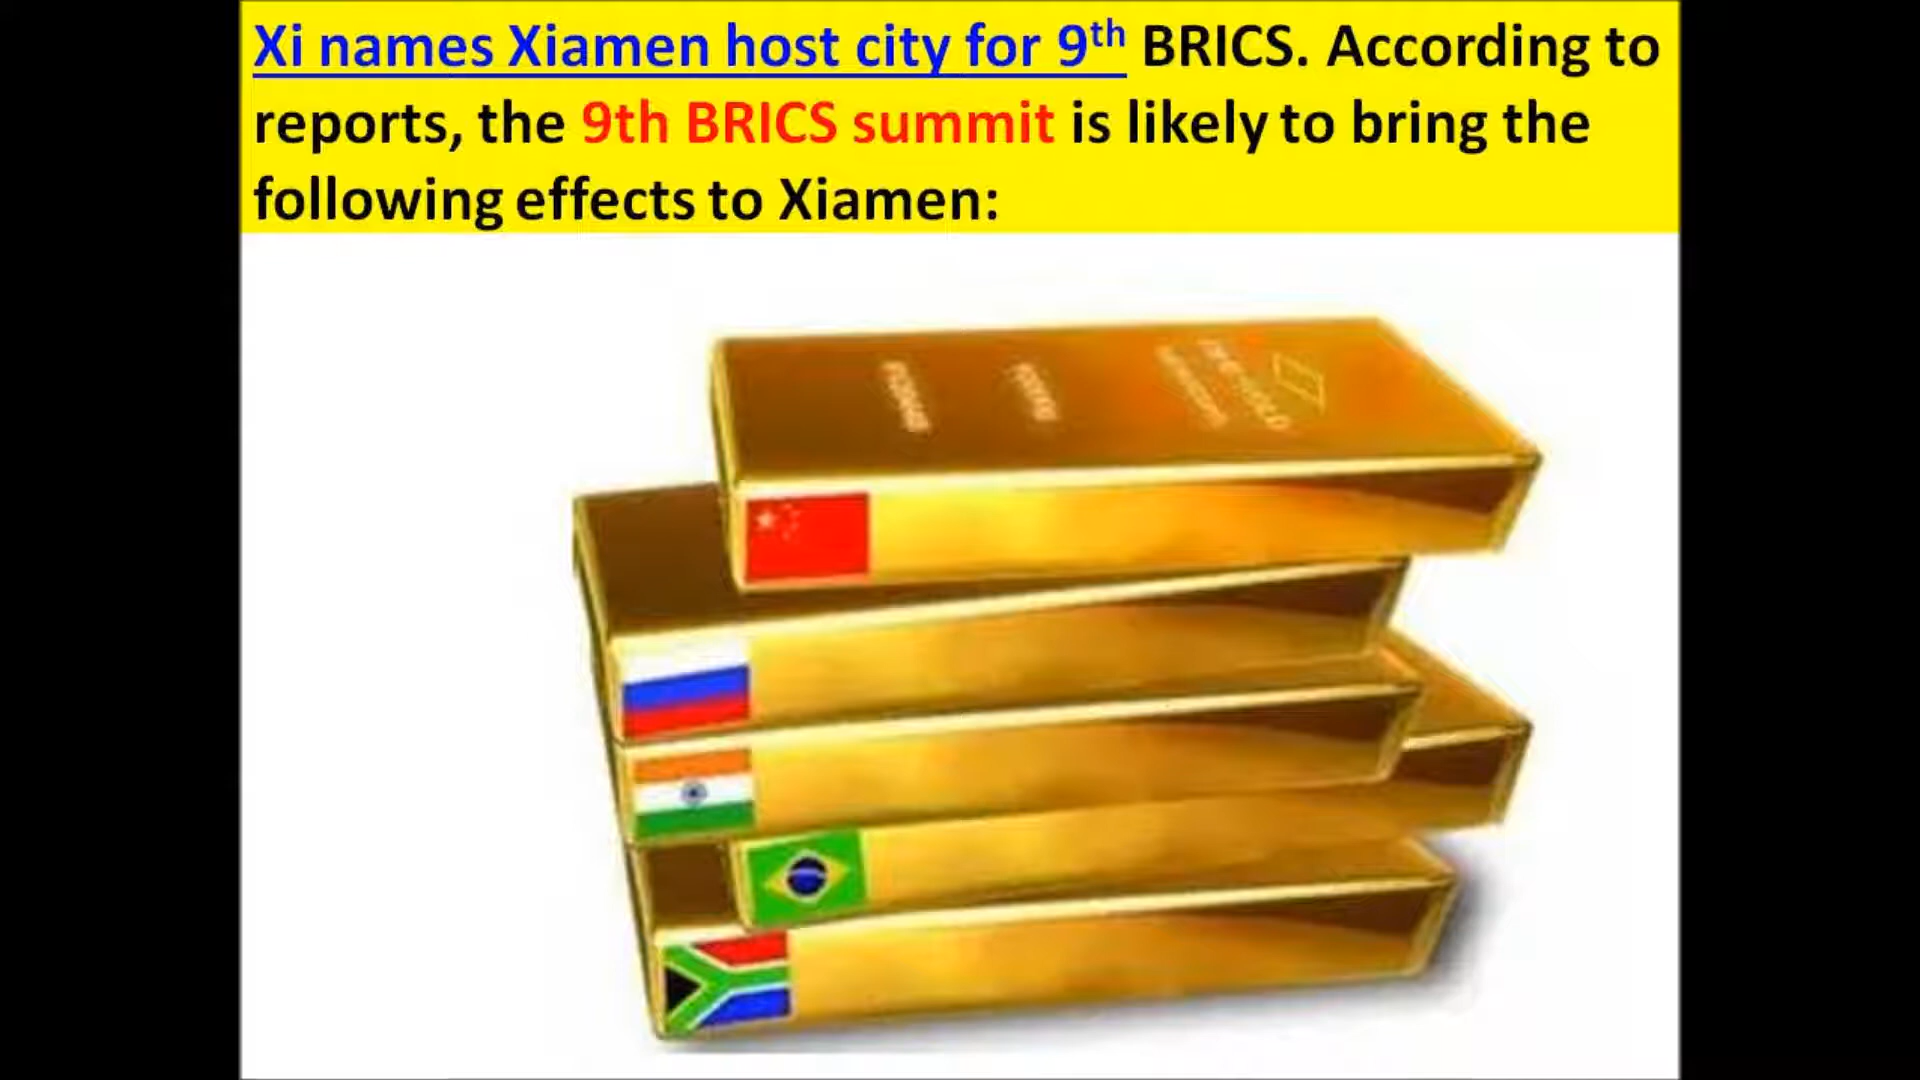 Xi names Xiamen host city for 9th BRICS. According to
reports, the 9th BRICS summit is likely to bring the
following effects to Xiamen: